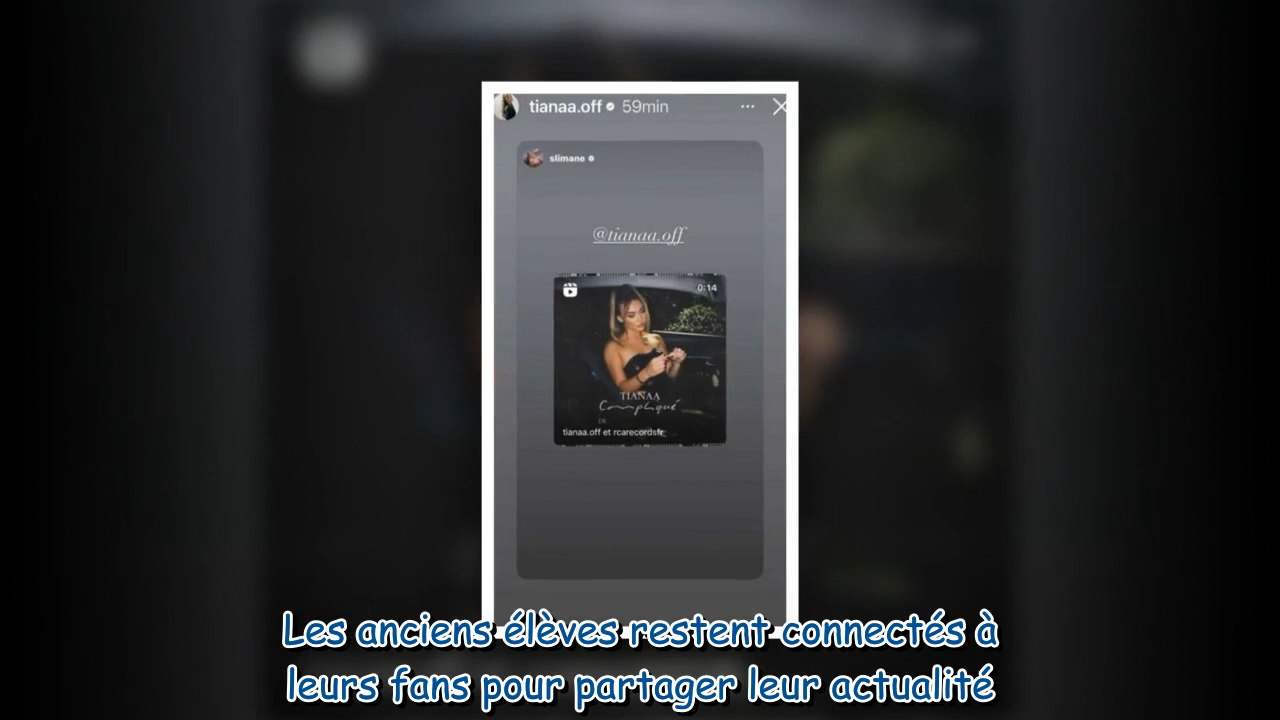 tianaa.off 59min
slimane
@tianaa.off
0:14
TIANAA
Compliqué
tianaa.off et rcarecordsfr
Les anciens élèves restent connectés à
leurs fans pour partager leur actualité